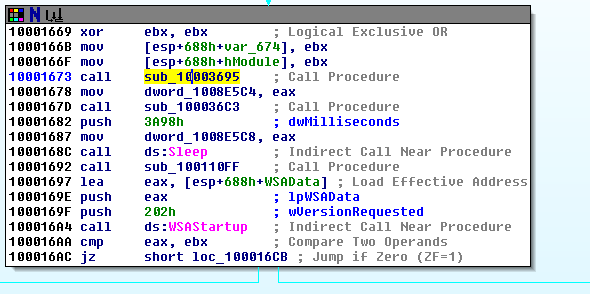 10001669 xor     ebx, ebx        ; Logical Exclusive OR
1000166B mov     [esp+688h+var_674], ebx
1000166F mov     [esp+688h+hModule], ebx
10001673 call    sub_10003695    ; Call Procedure
10001678 mov     dword_1008E5C4, eax
1000167D call    sub_100036C3    ; Call Procedure
10001682 push    3A98h           ; dwMilliseconds
10001687 mov     dword_1008E5C8, eax
1000168C call    ds:Sleep        ; Indirect Call Near Procedure
10001692 call    sub_100110FF    ; Call Procedure
10001697 lea     eax, [esp+688h+WSAData] ; Load Effective Address
1000169E push    eax             ; lpWSAData
1000169F push    202h            ; wVersionRequested
100016A4 call    ds:WSAStartup   ; Indirect Call Near Procedure
100016AA cmp     eax, ebx        ; Compare Two Operands
100016AC jz      short loc_100016CB ; Jump if Zero (ZF=1)